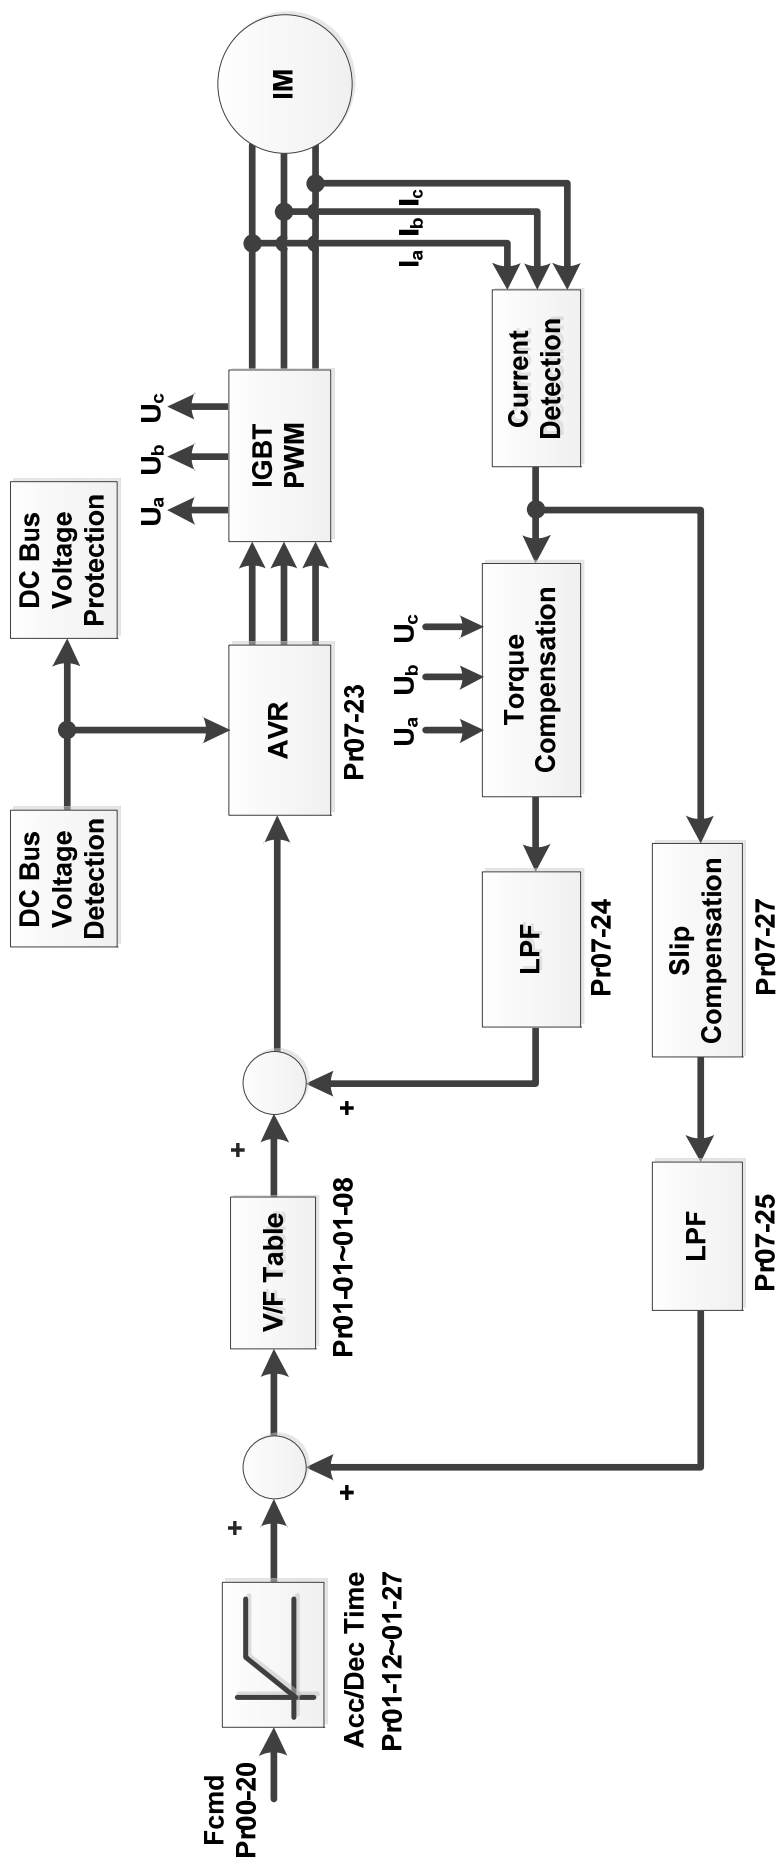 Fcmd
Pr00-20
Acc/Dec Time
Pr01-12~01-27
+
+
V/F Table
Pr01-01~01-08
+
+
DC Bus
Voltage
Detection
DC Bus
Voltage
Protection
AVR
Pr07-23
IGBT
PWM
Ua
Ub
Uc
IM
Ia
Ib
Ic
Current
Detection
Ua
Ub
Uc
Torque
Compensation
LPF
Pr07-24
Slip
Compensation
Pr07-27
LPF
Pr07-25